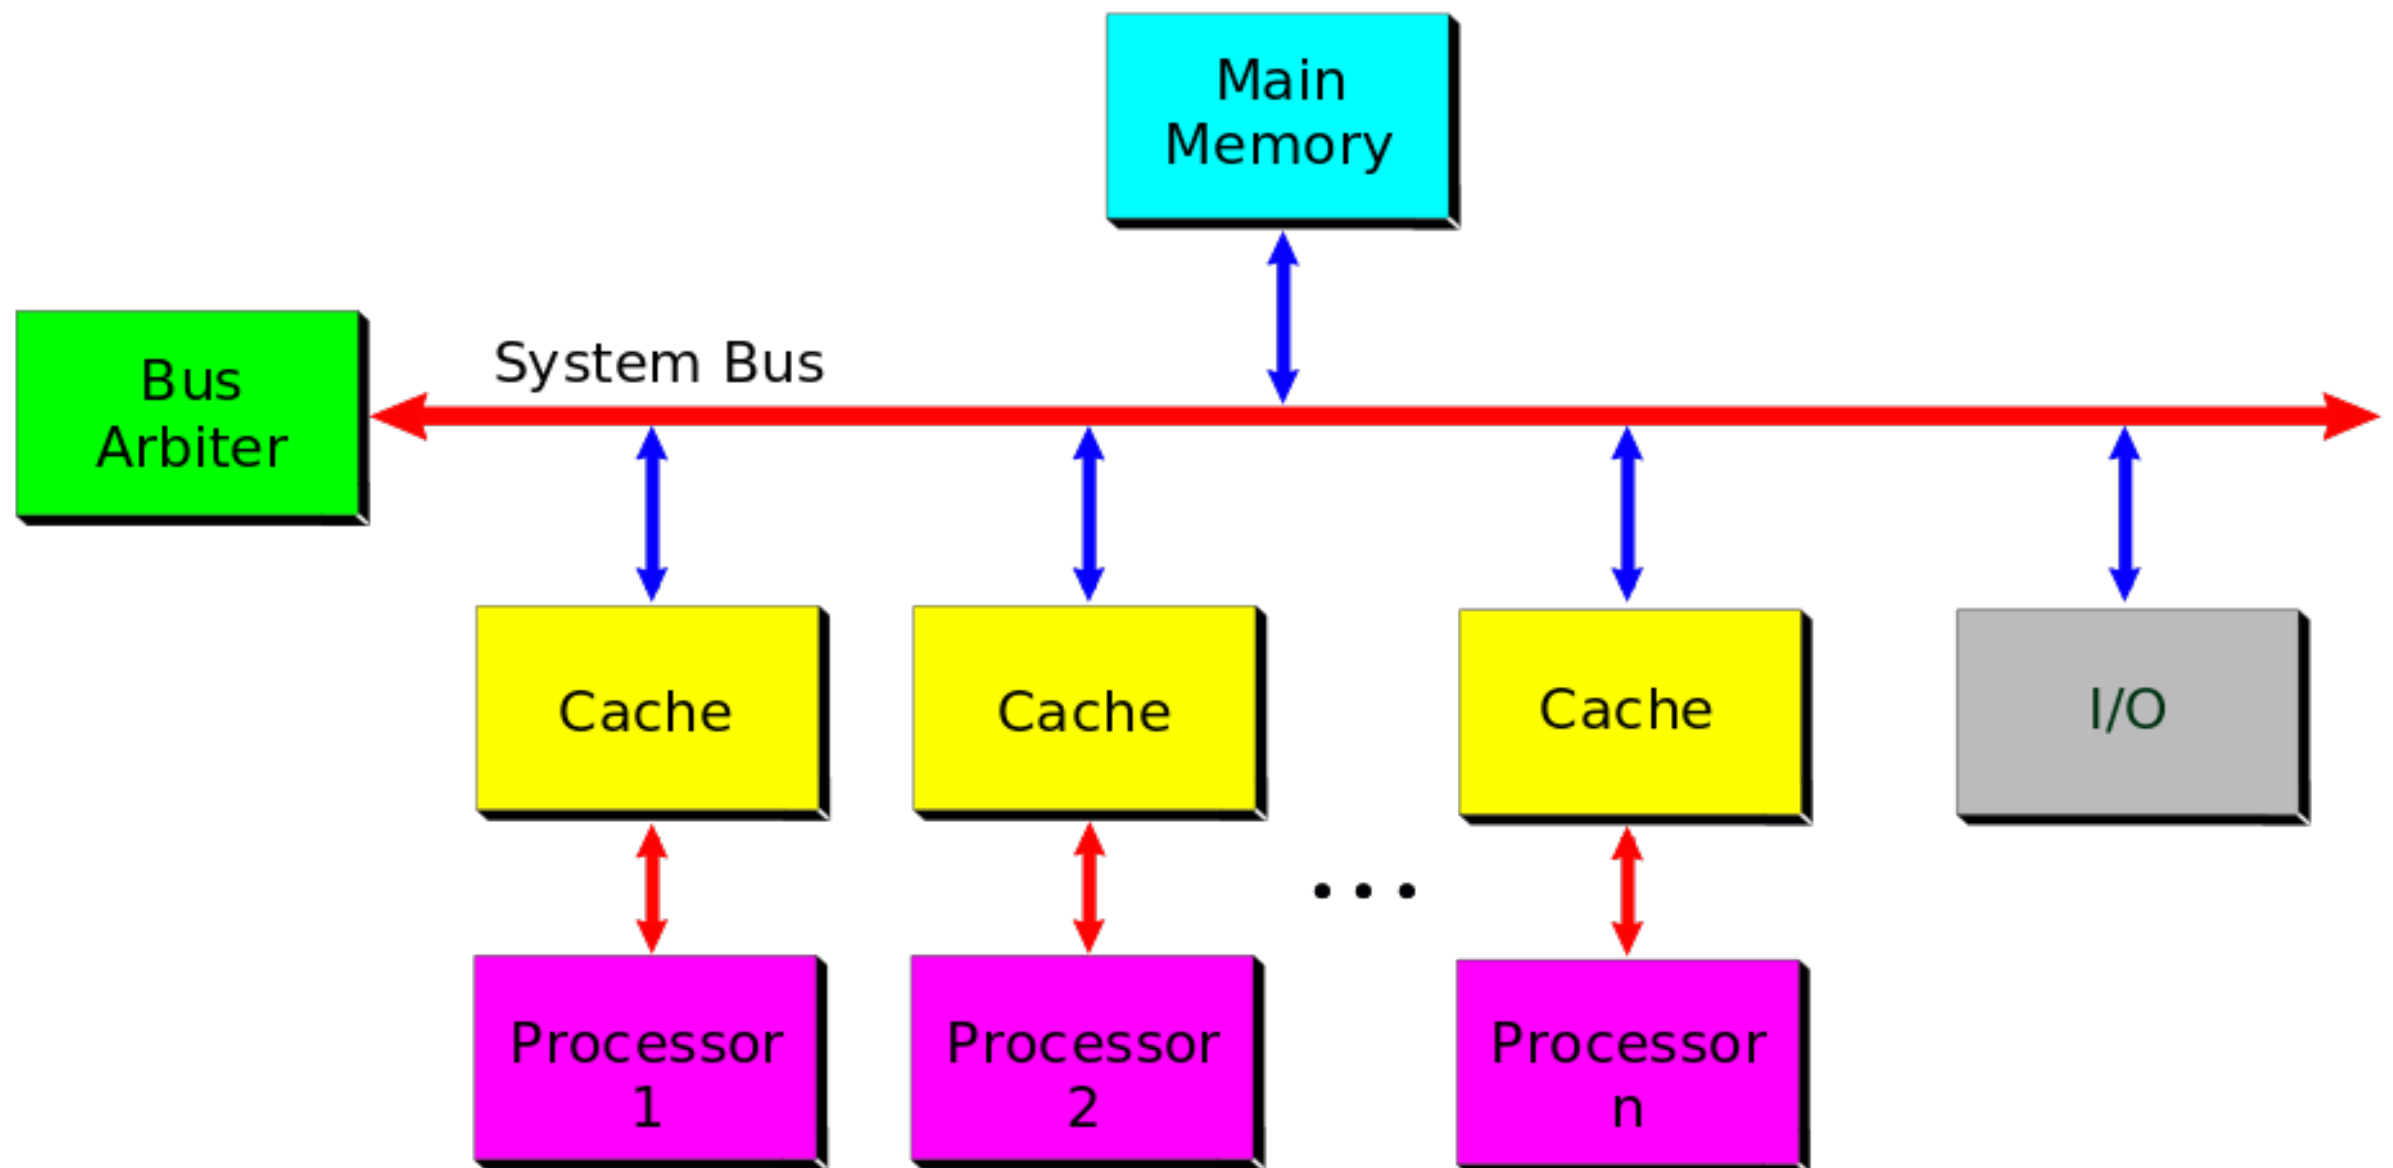 Main
Memory
System Bus
Bus
Arbiter
Cache
Cache
Cache
I/O
...
Processor
1
Processor
2
Processor
n